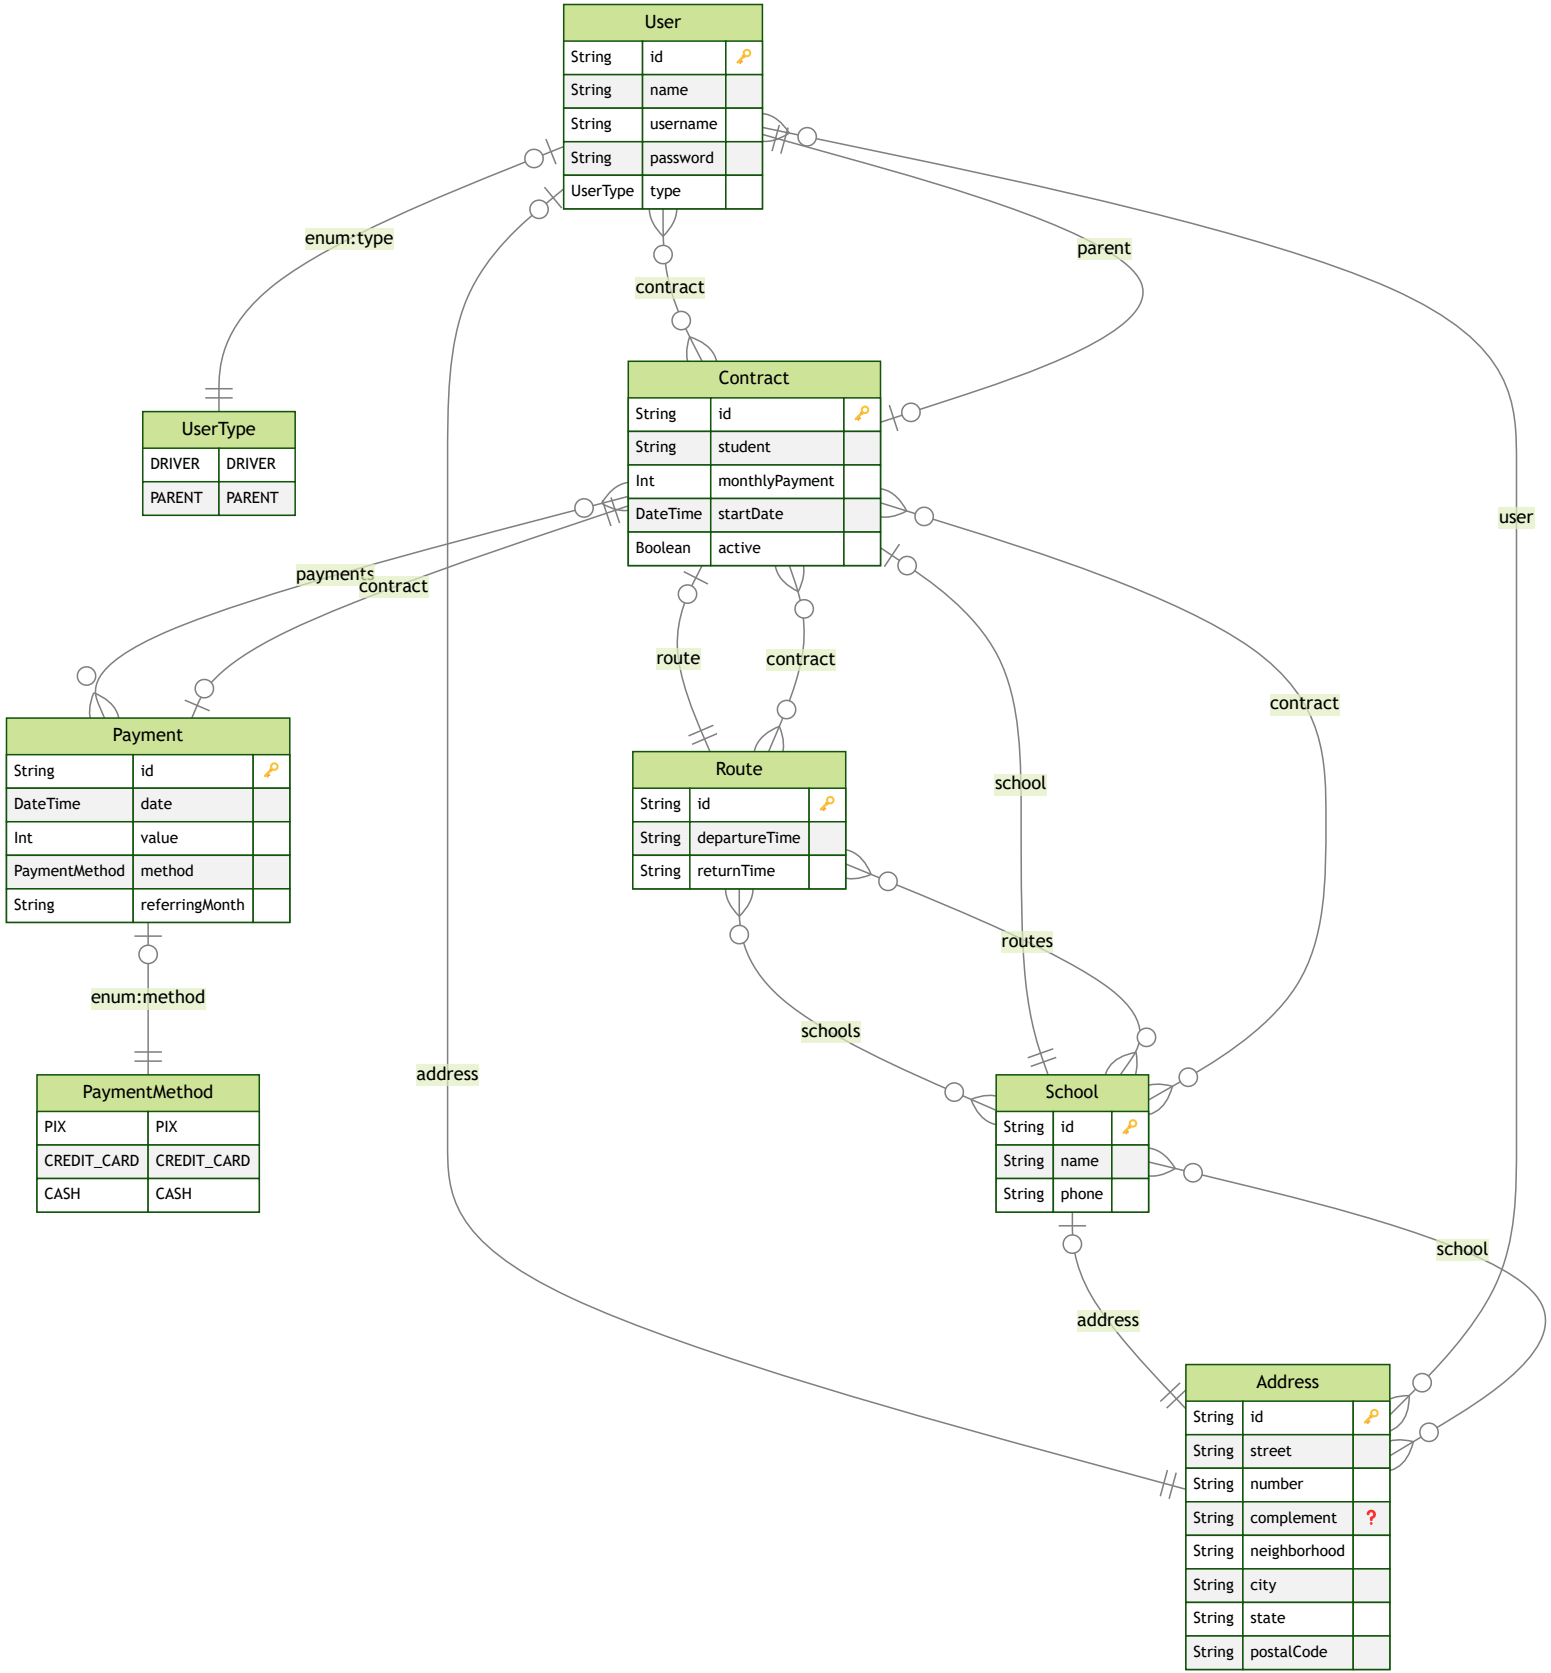 User
String id
String name
String username
String password
UserType type
enum:type
parent
contract
Contract
String id
String student
Int monthlyPayment
DateTime startDate
Boolean active
UserType
DRIVER DRIVER
PARENT PARENT
user
payments
contract
route
contract
contract
school
Payment
String id
DateTime date
Int value
PaymentMethod method
String referringMonth
Route
String id
String departureTime
String returnTime
routes
enum:method
schools
address
PaymentMethod
PIX PIX
CREDIT_CARD CREDIT_CARD
CASH CASH
School
String id
String name
String phone
school
address
Address
String id
String street
String number
String complement ?
String neighborhood
String city
String state
String postalCode